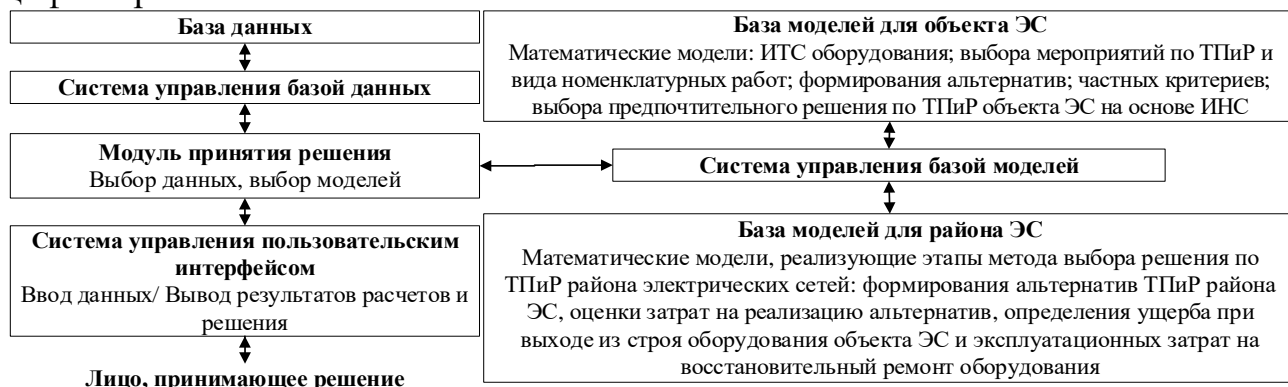 База данных
Система управления базой данных
Модуль принятия решения
Выбор данных, выбор моделей
Система управления пользовательским
интерфейсом
Ввод данных/ Вывод результатов расчетов и
решения
Лицо, принимающее решение
База моделей для объекта ЭС
Математические модели: ИТС оборудования; выбора мероприятий по ТПиР и
вида номенклатурных работ; формирования альтернатив; частных критериев;
выбора предпочтительного решения по ТПиР объекта ЭС на основе ИНС
Система управления базой моделей
База моделей для района ЭС
Математические модели, реализующие этапы метода выбора решения по
ТПиР района электрических сетей: формирования альтернатив ТПиР района
ЭС, оценки затрат на реализацию альтернатив, определения ущерба при
выходе из строя оборудования объекта ЭС и эксплуатационных затрат на
восстановительный ремонт оборудования